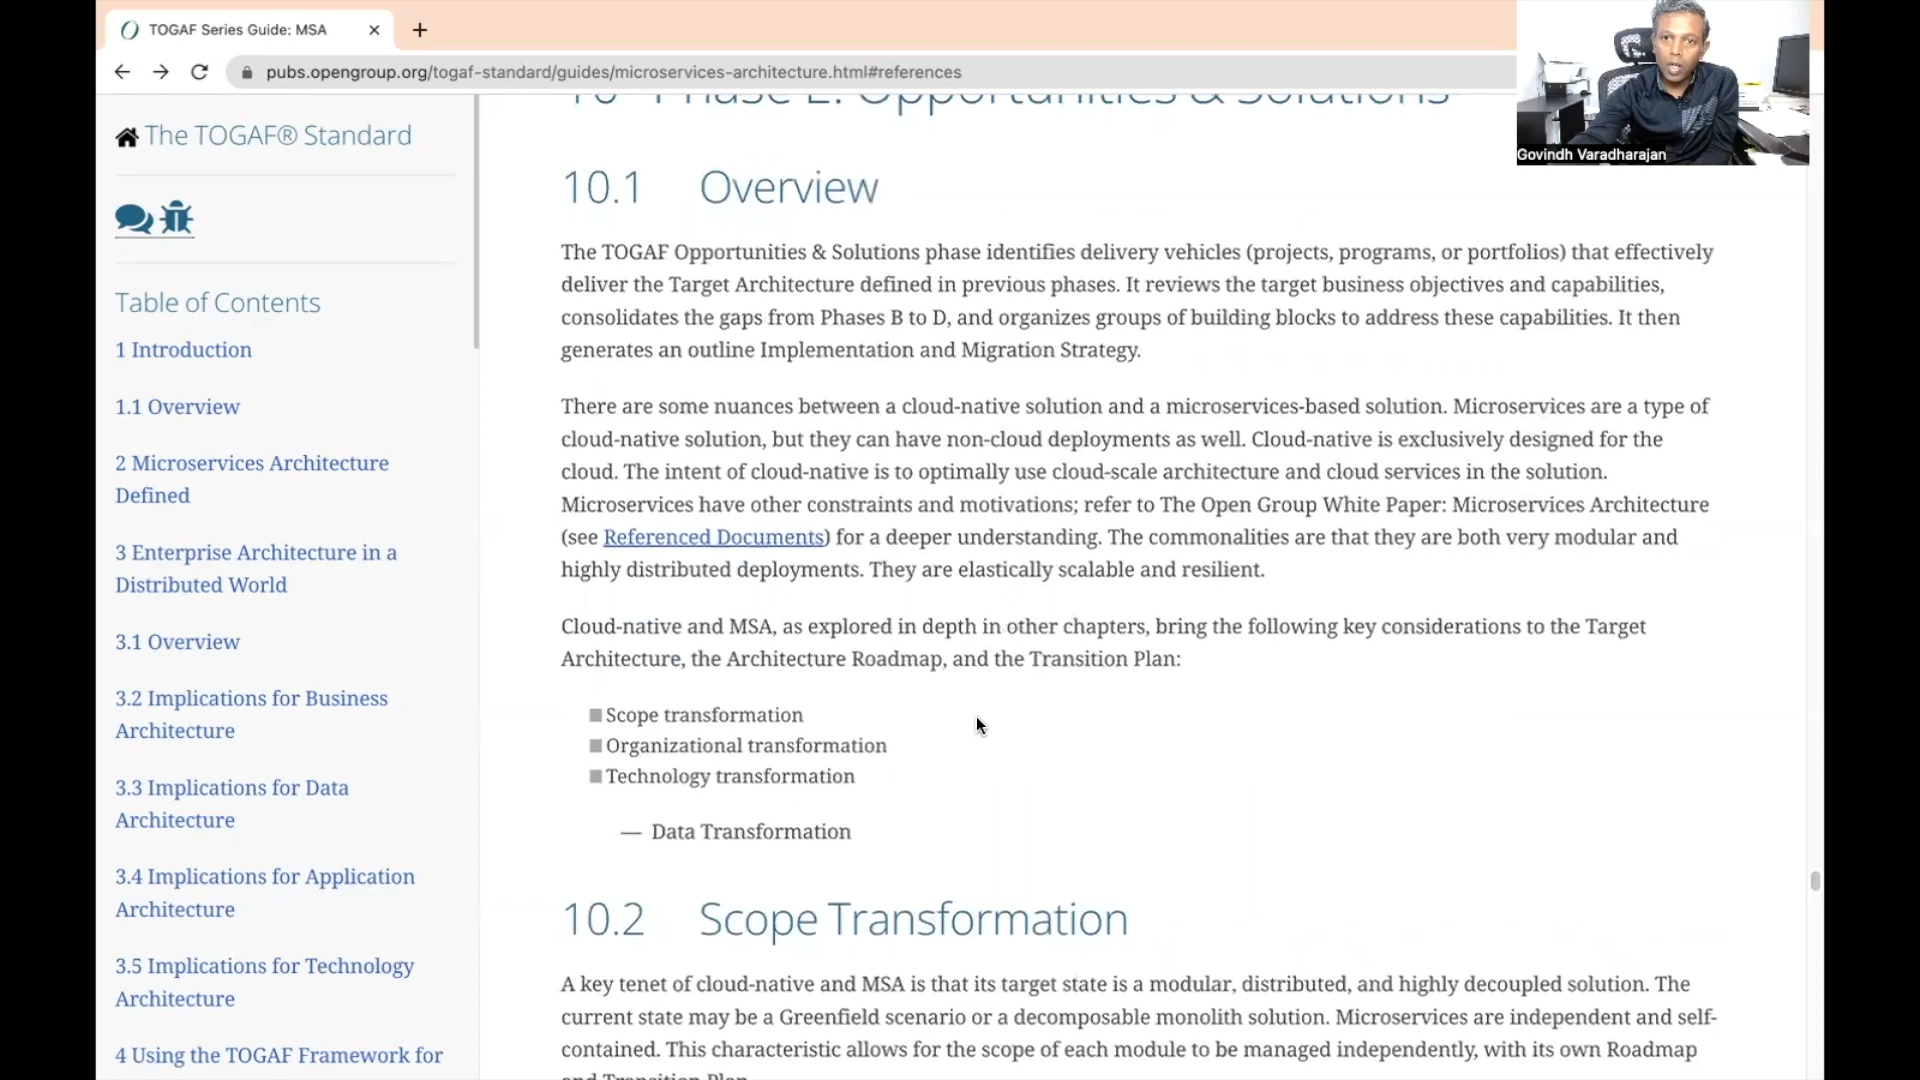 TOGAF Series Guide: MSA
pubs.opengroup.org/togaf-standard/guides/microservices-architecture.html#references
Govindh Varadharajan
The TOGAF® Standard
Table of Contents
1 Introduction
1.1 Overview
2 Microservices Architecture
Defined
3 Enterprise Architecture in a
Distributed World
3.1 Overview
3.2 Implications for Business
Architecture
3.3 Implications for Data
Architecture
3.4 Implications for Application
Architecture
3.5 Implications for Technology
Architecture
4 Using the TOGAF Framework for
10 Phase E: Opportunities & Solutions
10.1 Overview
The TOGAF Opportunities & Solutions phase identifies delivery vehicles (projects, programs, or portfolios) that effectively
deliver the Target Architecture defined in previous phases. It reviews the target business objectives and capabilities,
consolidates the gaps from Phases B to D, and organizes groups of building blocks to address these capabilities. It then
generates an outline Implementation and Migration Strategy.
There are some nuances between a cloud-native solution and a microservices-based solution. Microservices are a type of
cloud-native solution, but they can have non-cloud deployments as well. Cloud-native is exclusively designed for the
cloud. The intent of cloud-native is to optimally use cloud-scale architecture and cloud services in the solution.
Microservices have other constraints and motivations; refer to The Open Group White Paper: Microservices Architecture
(see Referenced Documents) for a deeper understanding. The commonalities are that they are both very modular and
highly distributed deployments. They are elastically scalable and resilient.
Cloud-native and MSA, as explored in depth in other chapters, bring the following key considerations to the Target
Architecture, the Architecture Roadmap, and the Transition Plan:
■ Scope transformation
■ Organizational transformation
■ Technology transformation
— Data Transformation
10.2 Scope Transformation
A key tenet of cloud-native and MSA is that its target state is a modular, distributed, and highly decoupled solution. The
current state may be a Greenfield scenario or a decomposable monolith solution. Microservices are independent and self-
contained. This characteristic allows for the scope of each module to be managed independently, with its own Roadmap
and Transition Plan.